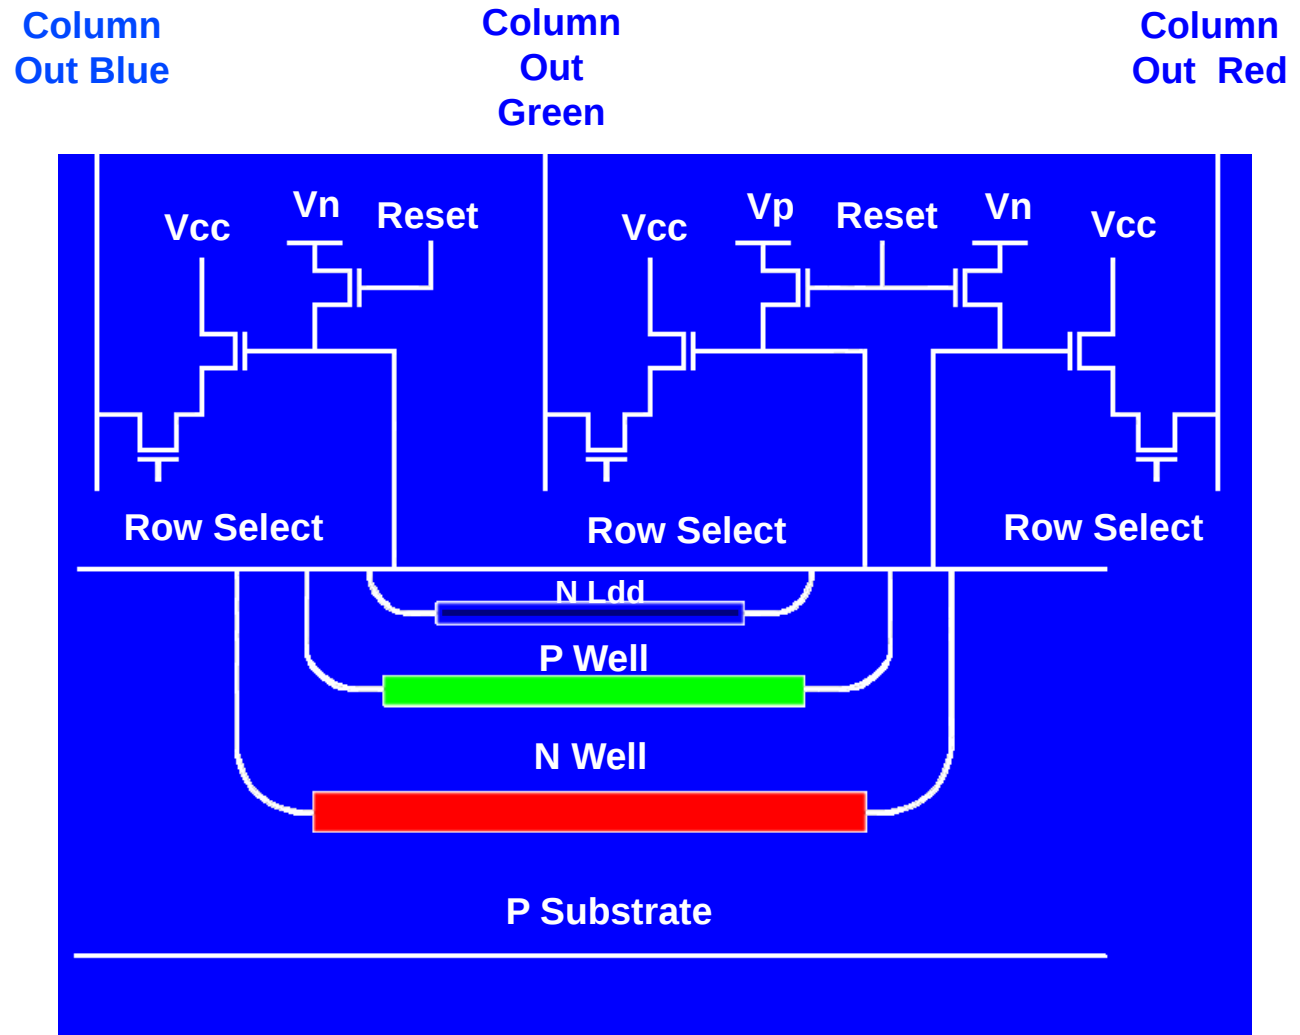 Column
Out Blue
Column
Out
Green
Column
Out  Red
Vcc
Vn
Reset
Vcc
Vp
Reset
Vn
Vcc
Row Select
Row Select
Row Select
N Ldd
P Well
N Well
P Substrate